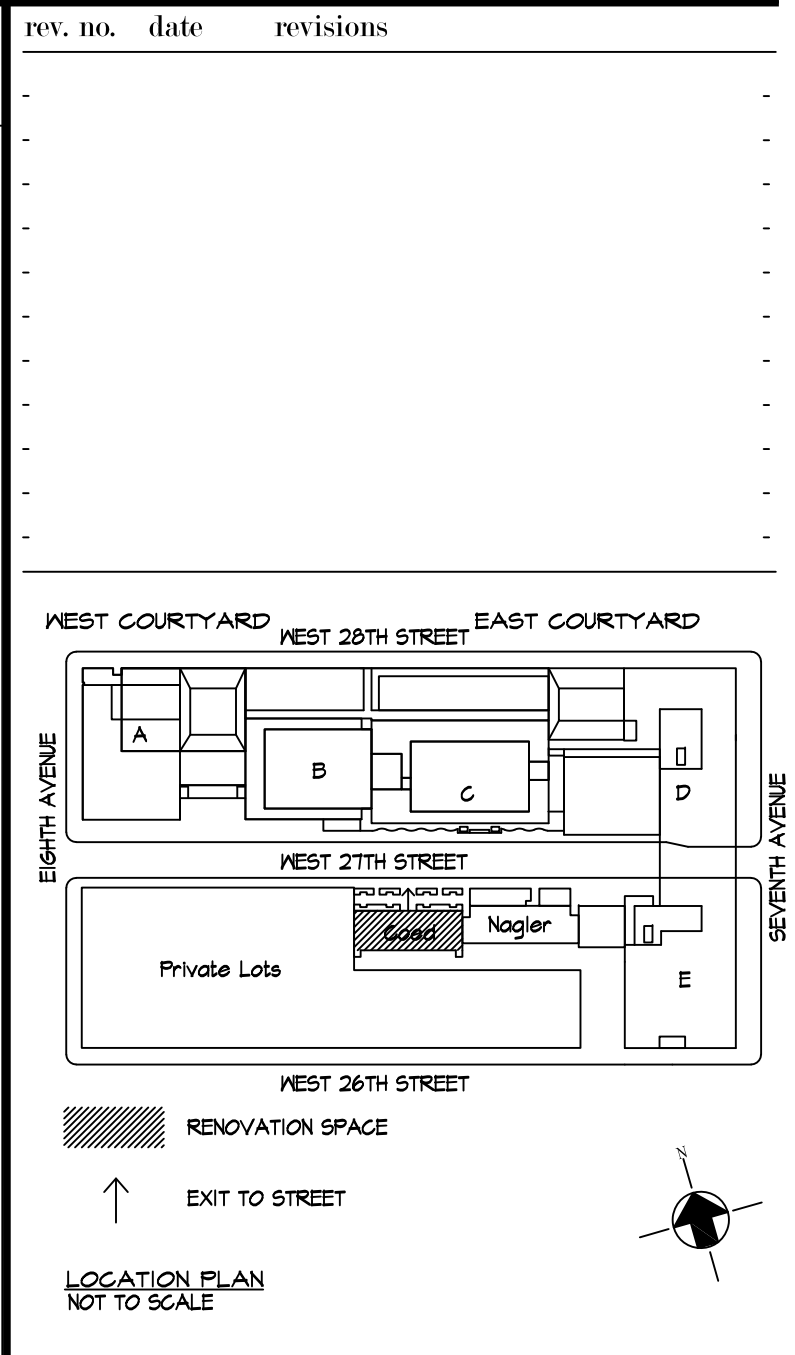 rev. no. date revisions
WEST COURTYARD
EAST COURTYARD
WEST 28TH STREET
A
B
C
D
EIGHTH AVENUE
SEVENTH AVENUE
WEST 27TH STREET
Coed
Nagler
Private Lots
E
WEST 26TH STREET
RENOVATION SPACE
EXIT TO STREET
N
LOCATION PLAN
NOT TO SCALE